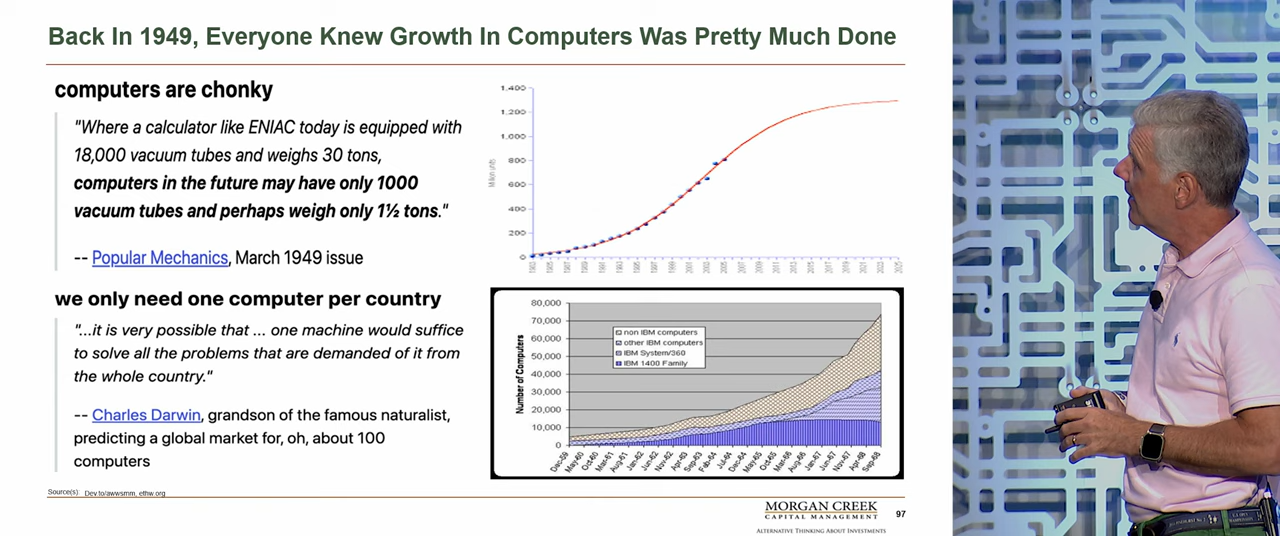 Back In 1949, Everyone Knew Growth In Computers Was Pretty Much Done
computers are chonky
"Where a calculator like ENIAC today is equipped with
18,000 vacuum tubes and weighs 30 tons,
computers in the future may have only 1000
vacuum tubes and perhaps weigh only 1½ tons."
-- Popular Mechanics, March 1949 issue
we only need one computer per country
"...it is very possible that ... one machine would suffice
to solve all the problems that are demanded of it from
the whole country."
-- Charles Darwin, grandson of the famous naturalist,
predicting a global market for, oh, about 100
computers
1,400
1,200
1,000
800
600
400
200
0
Million units
80,000
70,000
60,000
50,000
40,000
30,000
20,000
10,000
0
Number of Computers
non IBM computers
other IBM computers
IBM System/360
IBM 1400 Family
Source(s): Dev.to/awwsmm, ethw.org
MORGAN CREEK
CAPITAL MANAGEMENT
ALTERNATIVE THINKING ABOUT INVESTMENTS
97